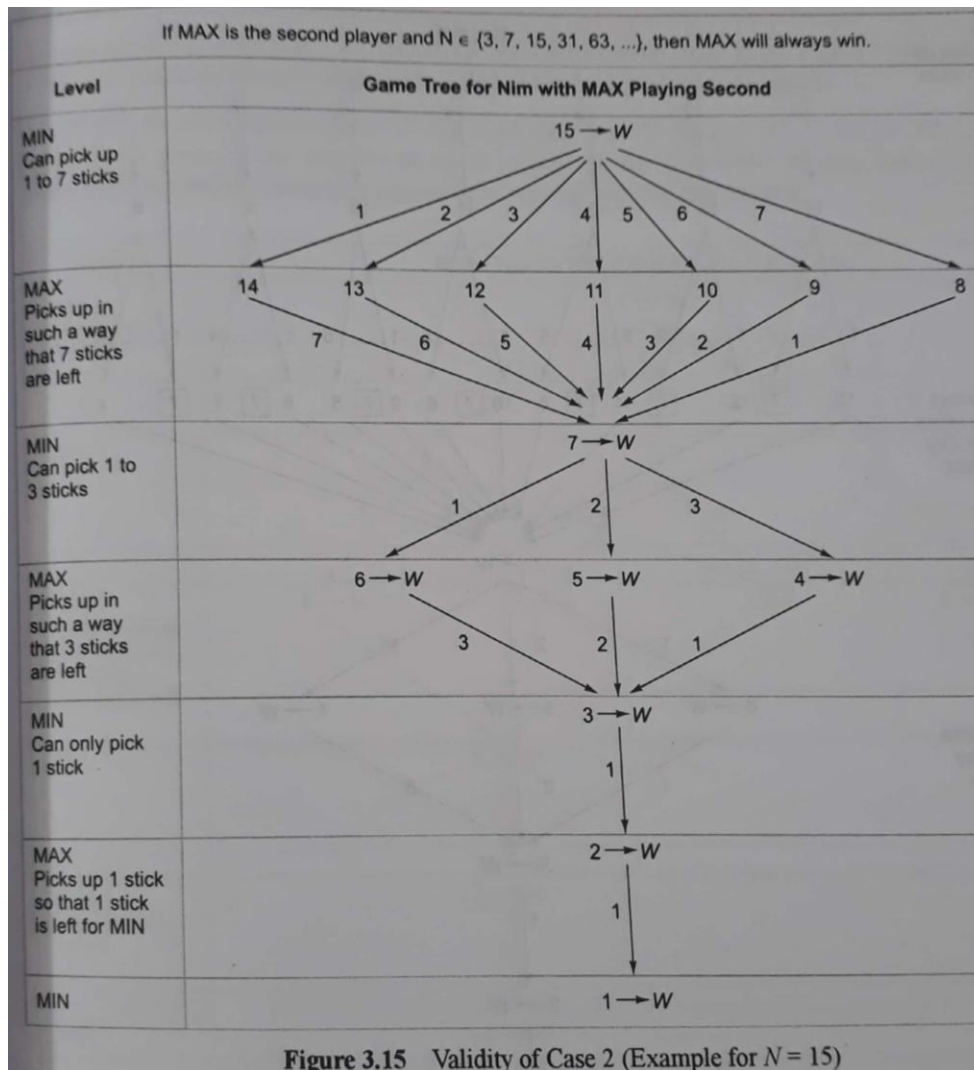 If MAX is the second player and N ∈ {3, 7, 15, 31, 63, ...}, then MAX will always win.
Level
Game Tree for Nim with MAX Playing Second
MIN
Can pick up
1 to 7 sticks
15 → W
1 2 3 4 5 6 7
MAX
Picks up in
such a way
that 7 sticks
are left
14 13 12 11 10 9 8
7 6 5 4 3 2 1
MIN
Can pick 1 to
3 sticks
7 → W
1 2 3
MAX
Picks up in
such a way
that 3 sticks
are left
6 → W 5 → W 4 → W
3 2 1
MIN
Can only pick
1 stick
3 → W
1
MAX
Picks up 1 stick
so that 1 stick
is left for MIN
2 → W
1
MIN
1 → W
Figure 3.15 Validity of Case 2 (Example for N = 15)